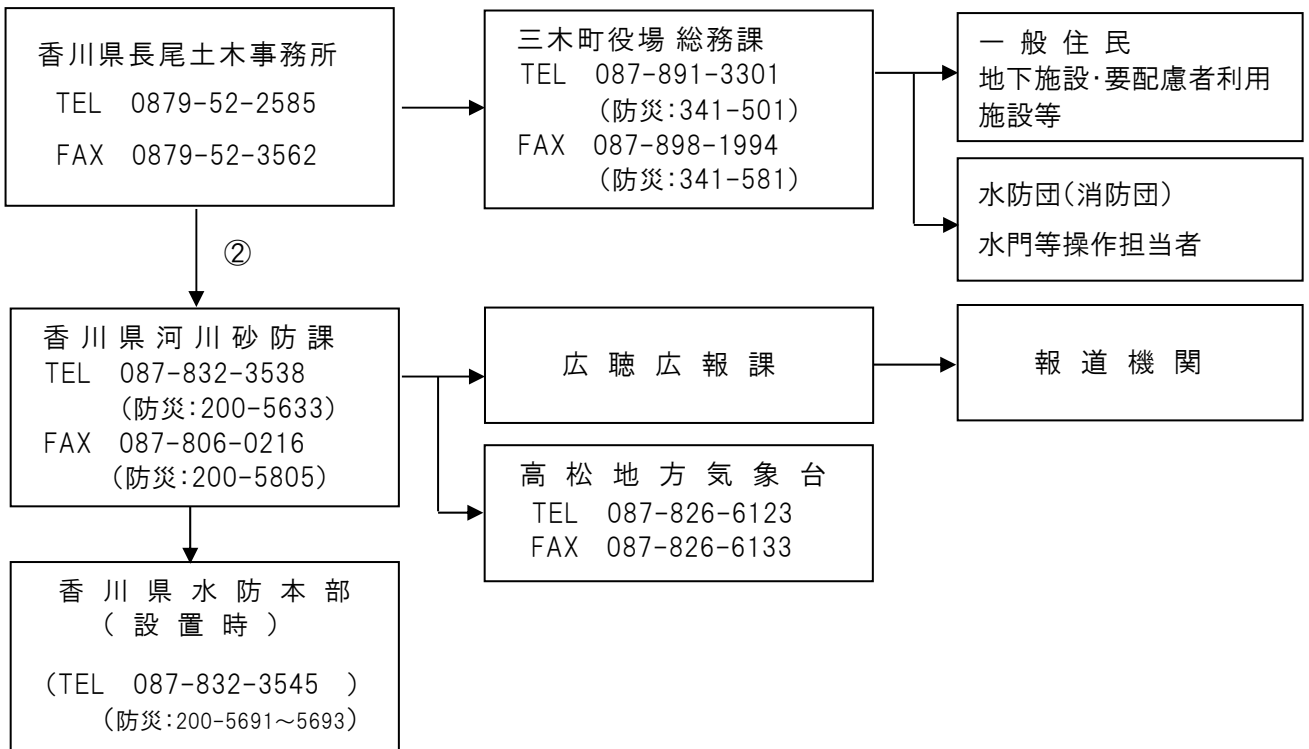 香川県長尾土木事務所
TEL 0879-52-2585
FAX 0879-52-3562
三木町役場 総務課
TEL 087-891-3301
(防災:341-501)
FAX 087-898-1994
(防災:341-581)
一般住民
地下施設・要配慮者利用
施設等
水防団(消防団)
水門等操作担当者
②
香川県河川砂防課
TEL 087-832-3538
(防災:200-5633)
FAX 087-806-0216
(防災:200-5805)
広聴広報課
報道機関
高松地方気象台
TEL 087-826-6123
FAX 087-826-6133
香川県水防本部
(設置時)
(TEL 087-832-3545 )
(防災:200-5691～5693)